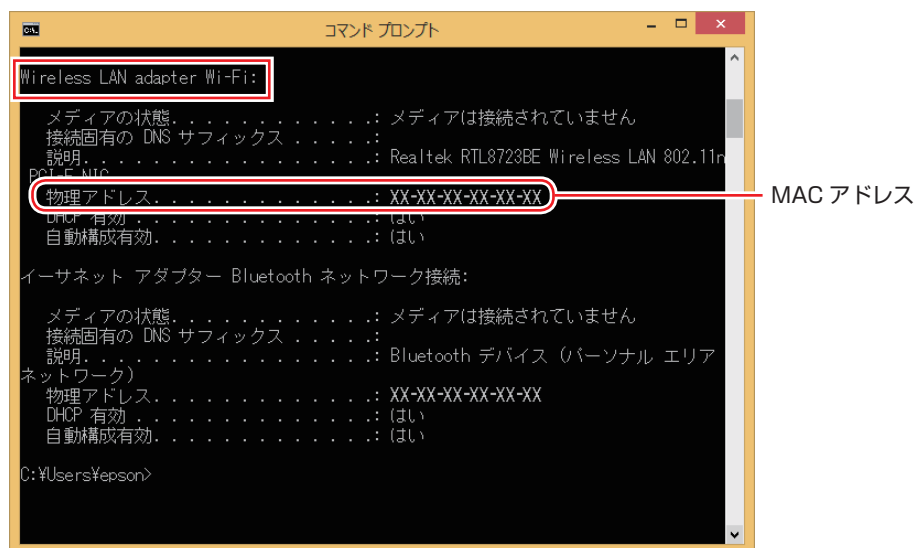 コマンド プロンプト
Wireless LAN adapter Wi-Fi:
メディアの状態. . . . . . . . . . . .: メディアは接続されていません
接続固有の DNS サフィックス . . . . .:
説明. . . . . . . . . . . . . . . . .: Realtek RTL8723BE Wireless LAN 802.11n
PCI-E NIC
物理アドレス. . . . . . . . . . . . .: XX-XX-XX-XX-XX-XX
MAC アドレス
DHCP 有効 . . . . . . . . . . . . . .: はい
自動構成有効. . . . . . . . . . . . .: はい
イーサネット アダプター Bluetooth ネットワーク接続:
メディアの状態. . . . . . . . . . . .: メディアは接続されていません
接続固有の DNS サフィックス . . . . .:
説明. . . . . . . . . . . . . . . . .: Bluetooth デバイス (パーソナル エリア
ネットワーク)
物理アドレス. . . . . . . . . . . . .: XX-XX-XX-XX-XX-XX
DHCP 有効 . . . . . . . . . . . . . .: はい
自動構成有効. . . . . . . . . . . . .: はい
C:¥Users¥epson>